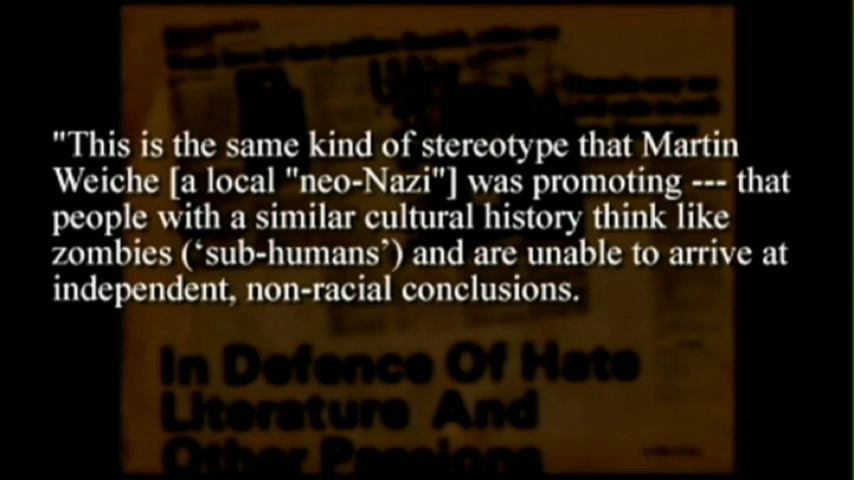 "This is the same kind of stereotype that Martin
Weiche [a local "neo-Nazi"] was promoting --- that
people with a similar cultural history think like
zombies (‘sub-humans’) and are unable to arrive at
independent, non-racial conclusions.
In Defence Of Hate
Literature And
Other Passions